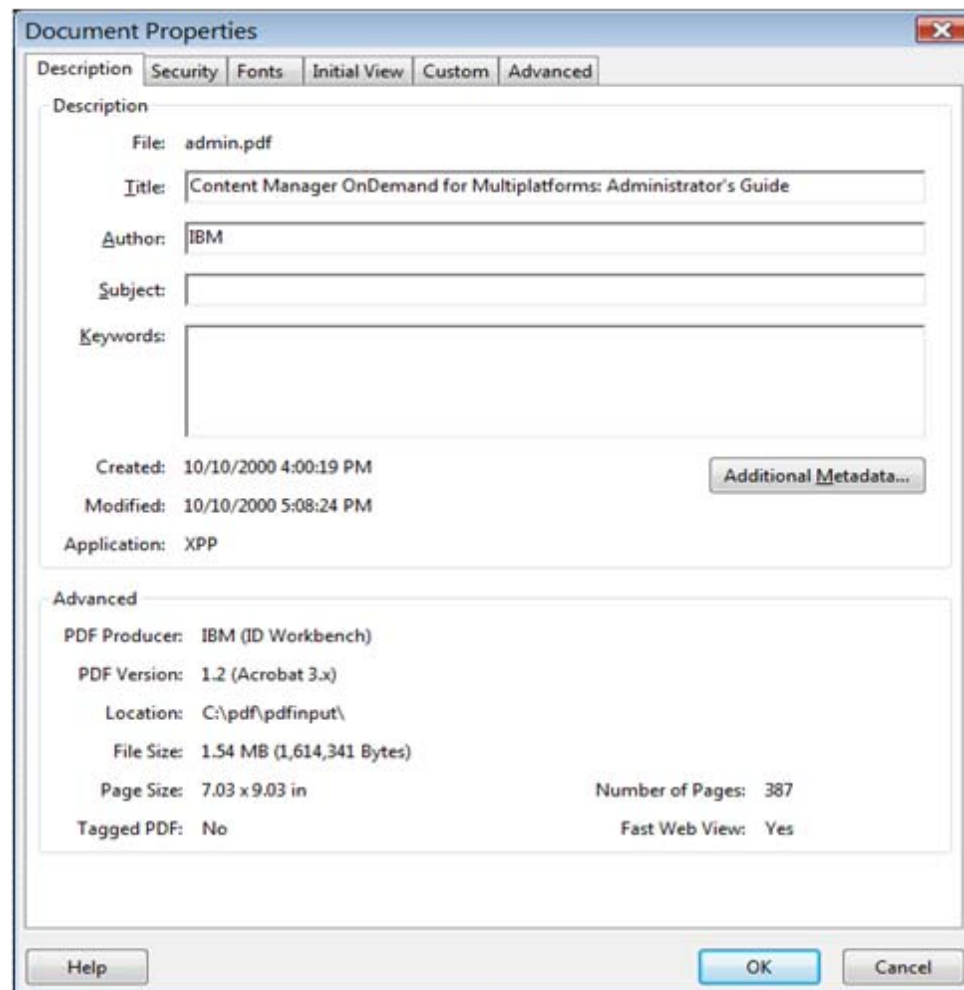 Document Properties
Description Security Fonts Initial View Custom Advanced
Description
File: admin.pdf
Title: Content Manager OnDemand for Multiplatforms: Administrator's Guide
Author: IBM
Subject:
Keywords:
Created: 10/10/2000 4:00:19 PM
Additional Metadata...
Modified: 10/10/2000 5:08:24 PM
Application: XPP
Advanced
PDF Producer: IBM (ID Workbench)
PDF Version: 1.2 (Acrobat 3.x)
Location: C:\pdf\pdfinput\
File Size: 1.54 MB (1,614,341 Bytes)
Page Size: 7.03 x 9.03 in Number of Pages: 387
Tagged PDF: No Fast Web View: Yes
Help OK Cancel